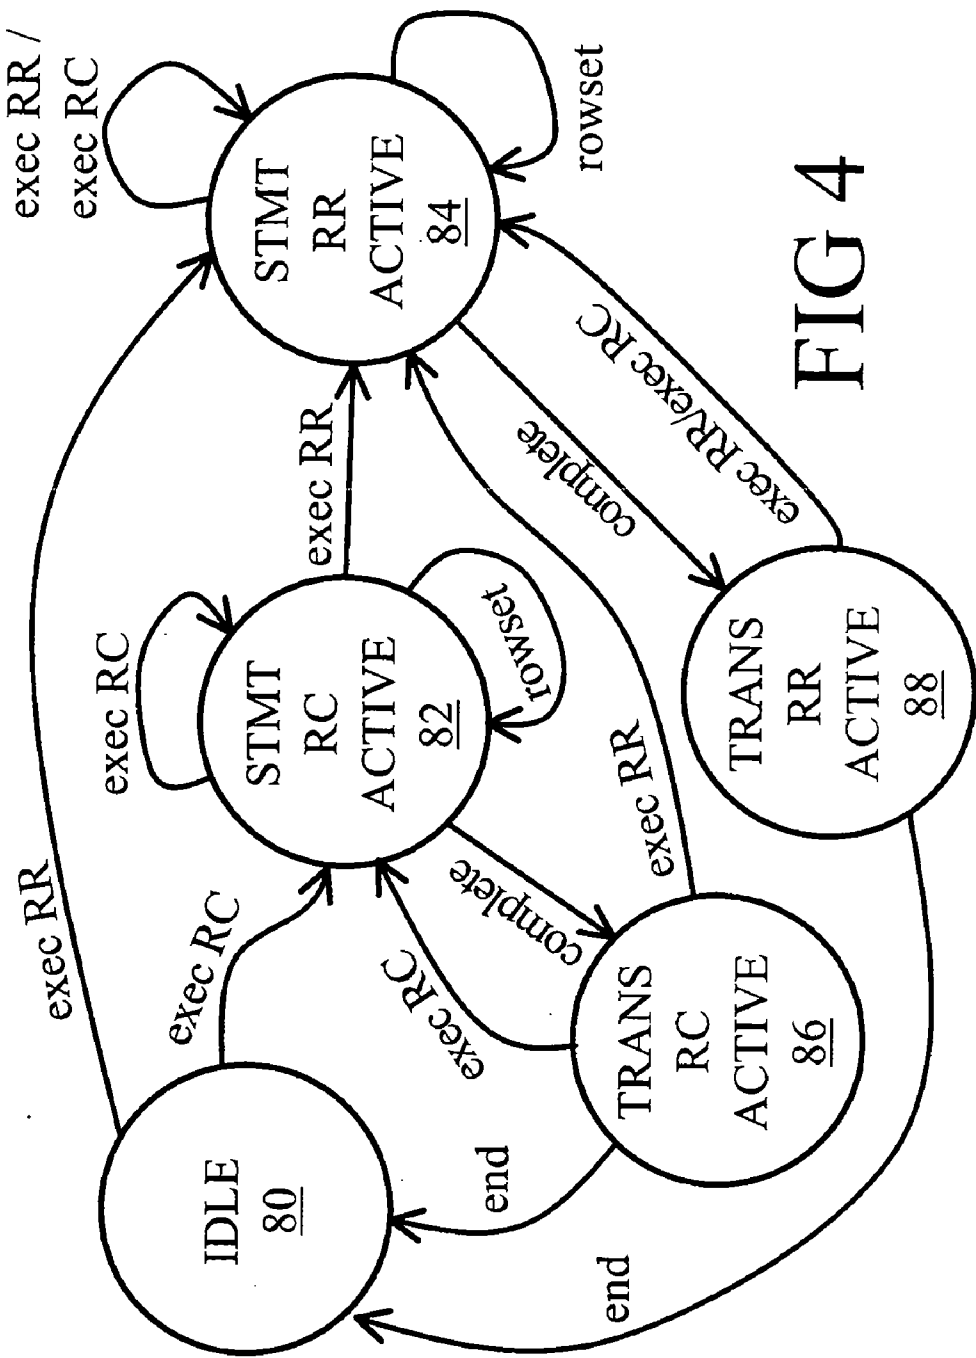 exec RR /
exec RC
exec RR
exec RC
exec RR
STMT
RR
ACTIVE
84
rowset
exec RC
STMT
RC
ACTIVE
82
rowset
IDLE
80
exec RC
complete
complete
exec RR/exec RC
exec RR
end
TRANS
RC
ACTIVE
86
TRANS
RR
ACTIVE
88
end
FIG 4